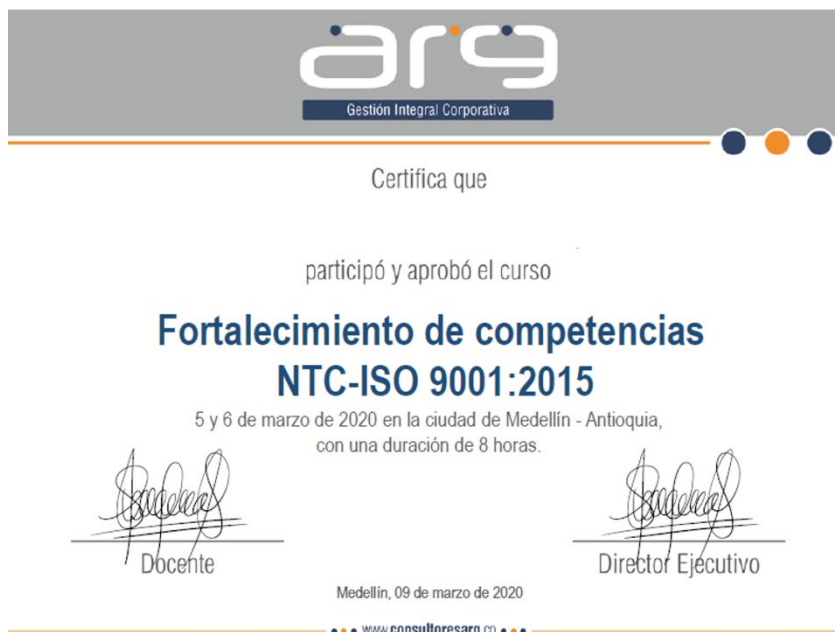 arg
Gestión Integral Corporativa
Certifica que
participó y aprobó el curso
Fortalecimiento de competencias
NTC-ISO 9001:2015
5 y 6 de marzo de 2020 en la ciudad de Medellín - Antioquia,
con una duración de 8 horas.
Docente
Director Ejecutivo
Medellín, 09 de marzo de 2020
www.consultoresarg.co